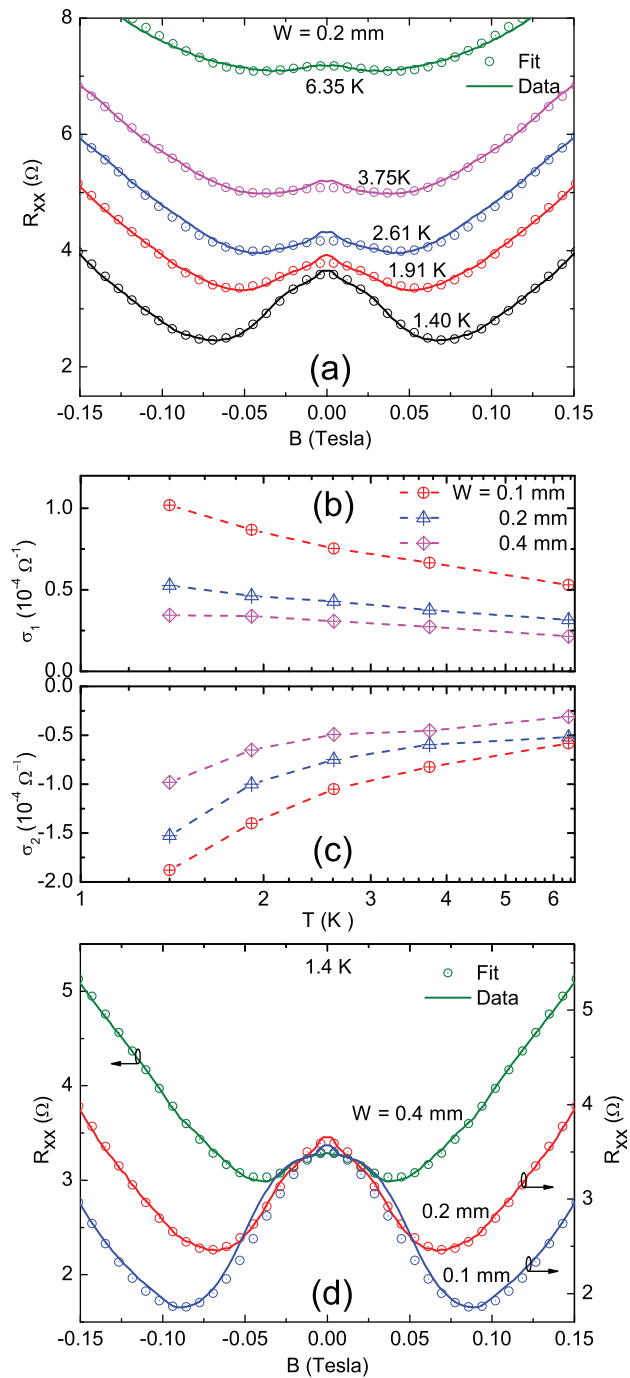 8
W = 0.2 mm
Fit
Data
6.35 K
6
3.75K
R_XX (Ω)
2.61 K
4
1.91 K
1.40 K
2
(a)
-0.15 -0.10 -0.05 0.00 0.05 0.10 0.15
B (Tesla)
(b)
W = 0.1 mm
0.2 mm
0.4 mm
1.0
0.5
0.0
σ₁ (10⁻⁴ Ω⁻¹)
0.0
-0.5
-1.0
-1.5
-2.0
σ₂ (10⁻⁴ Ω⁻¹)
(c)
1 2 3 4 5 6
T (K)
1.4 K
Fit
Data
5
4
3
2
R_XX (Ω)
W = 0.4 mm
0.2 mm
0.1 mm
5
4
3
2
R_XX (Ω)
(d)
-0.15 -0.10 -0.05 0.00 0.05 0.10 0.15
B (Tesla)